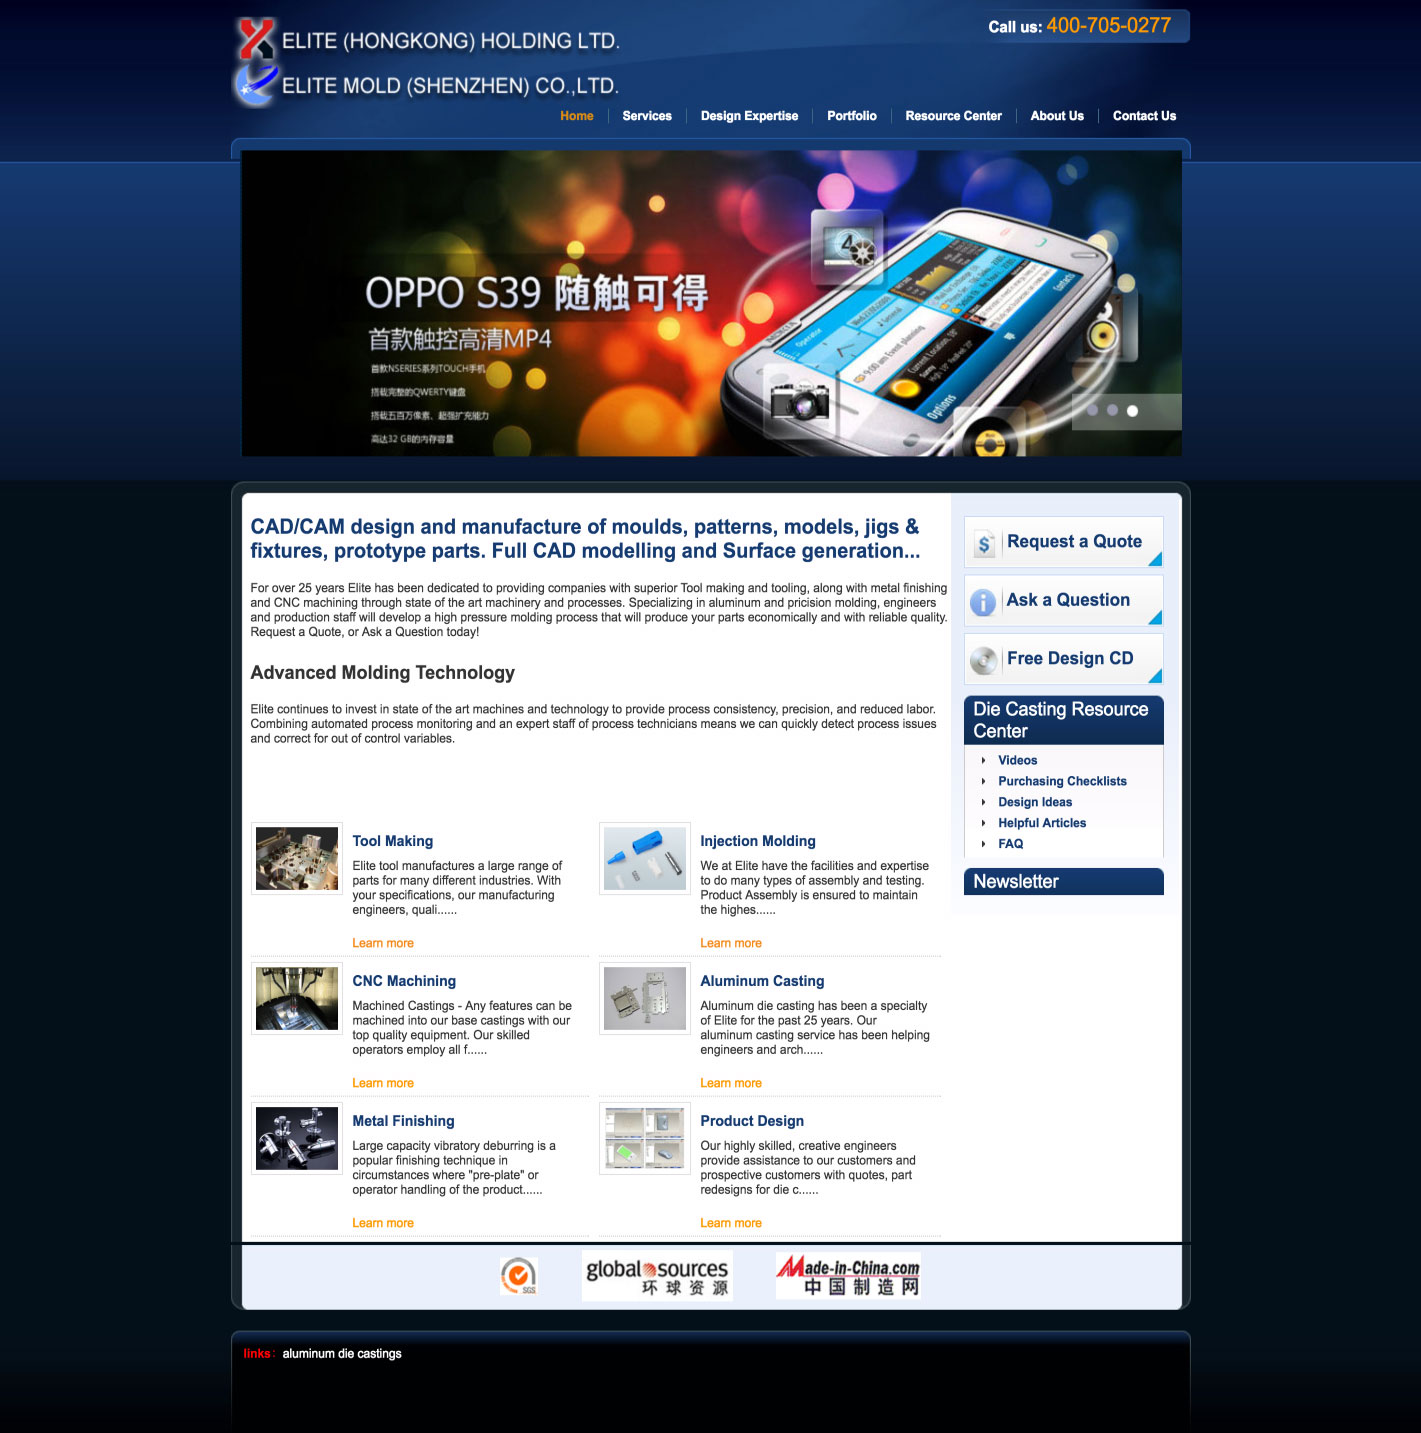 ELITE (HONGKONG) HOLDING LTD.
ELITE MOLD (SHENZHEN) CO.,LTD.
Call us: 400-705-0277
Home
Services
Design Expertise
Portfolio
Resource Center
About Us
Contact Us
OPPO S39 随触可得
首款触控高清MP4
首款NSERIES系列TOUCH手机
搭载完整的QWERTY键盘
搭载五百万像素、超强扩充能力
高达32 GB的内存容量
4
NOKIA
Operator
General
9:00 am Event planning
Current Location, 18°
Sunny
Options
Contacts
CAD/CAM design and manufacture of moulds, patterns, models, jigs &
fixtures, prototype parts. Full CAD modelling and Surface generation...
For over 25 years Elite has been dedicated to providing companies with superior Tool making and tooling, along with metal finishing
and CNC machining through state of the art machinery and processes. Specializing in aluminum and pricision molding, engineers
and production staff will develop a high pressure molding process that will produce your parts economically and with reliable quality.
Request a Quote, or Ask a Question today!
Advanced Molding Technology
Elite continues to invest in state of the art machines and technology to provide process consistency, precision, and reduced labor.
Combining automated process monitoring and an expert staff of process technicians means we can quickly detect process issues
and correct for out of control variables.
Tool Making
Elite tool manufactures a large range of
parts for many different industries. With
your specifications, our manufacturing
engineers, quali......
Learn more
Injection Molding
We at Elite have the facilities and expertise
to do many types of assembly and testing.
Product Assembly is ensured to maintain
the highes......
Learn more
CNC Machining
Machined Castings - Any features can be
machined into our base castings with our
top quality equipment. Our skilled
operators employ all f......
Learn more
Aluminum Casting
Aluminum die casting has been a specialty
of Elite for the past 25 years. Our
aluminum casting service has been helping
engineers and arch......
Learn more
Metal Finishing
Large capacity vibratory deburring is a
popular finishing technique in
circumstances where "pre-plate" or
operator handling of the product......
Learn more
Product Design
Our highly skilled, creative engineers
provide assistance to our customers and
prospective customers with quotes, part
redesigns for die c......
Learn more
Request a Quote
Ask a Question
Free Design CD
Die Casting Resource
Center
Videos
Purchasing Checklists
Design Ideas
Helpful Articles
FAQ
Newsletter
SGS
global sources
环球资源
Made-in-China.com
中国制造网
links： aluminum die castings